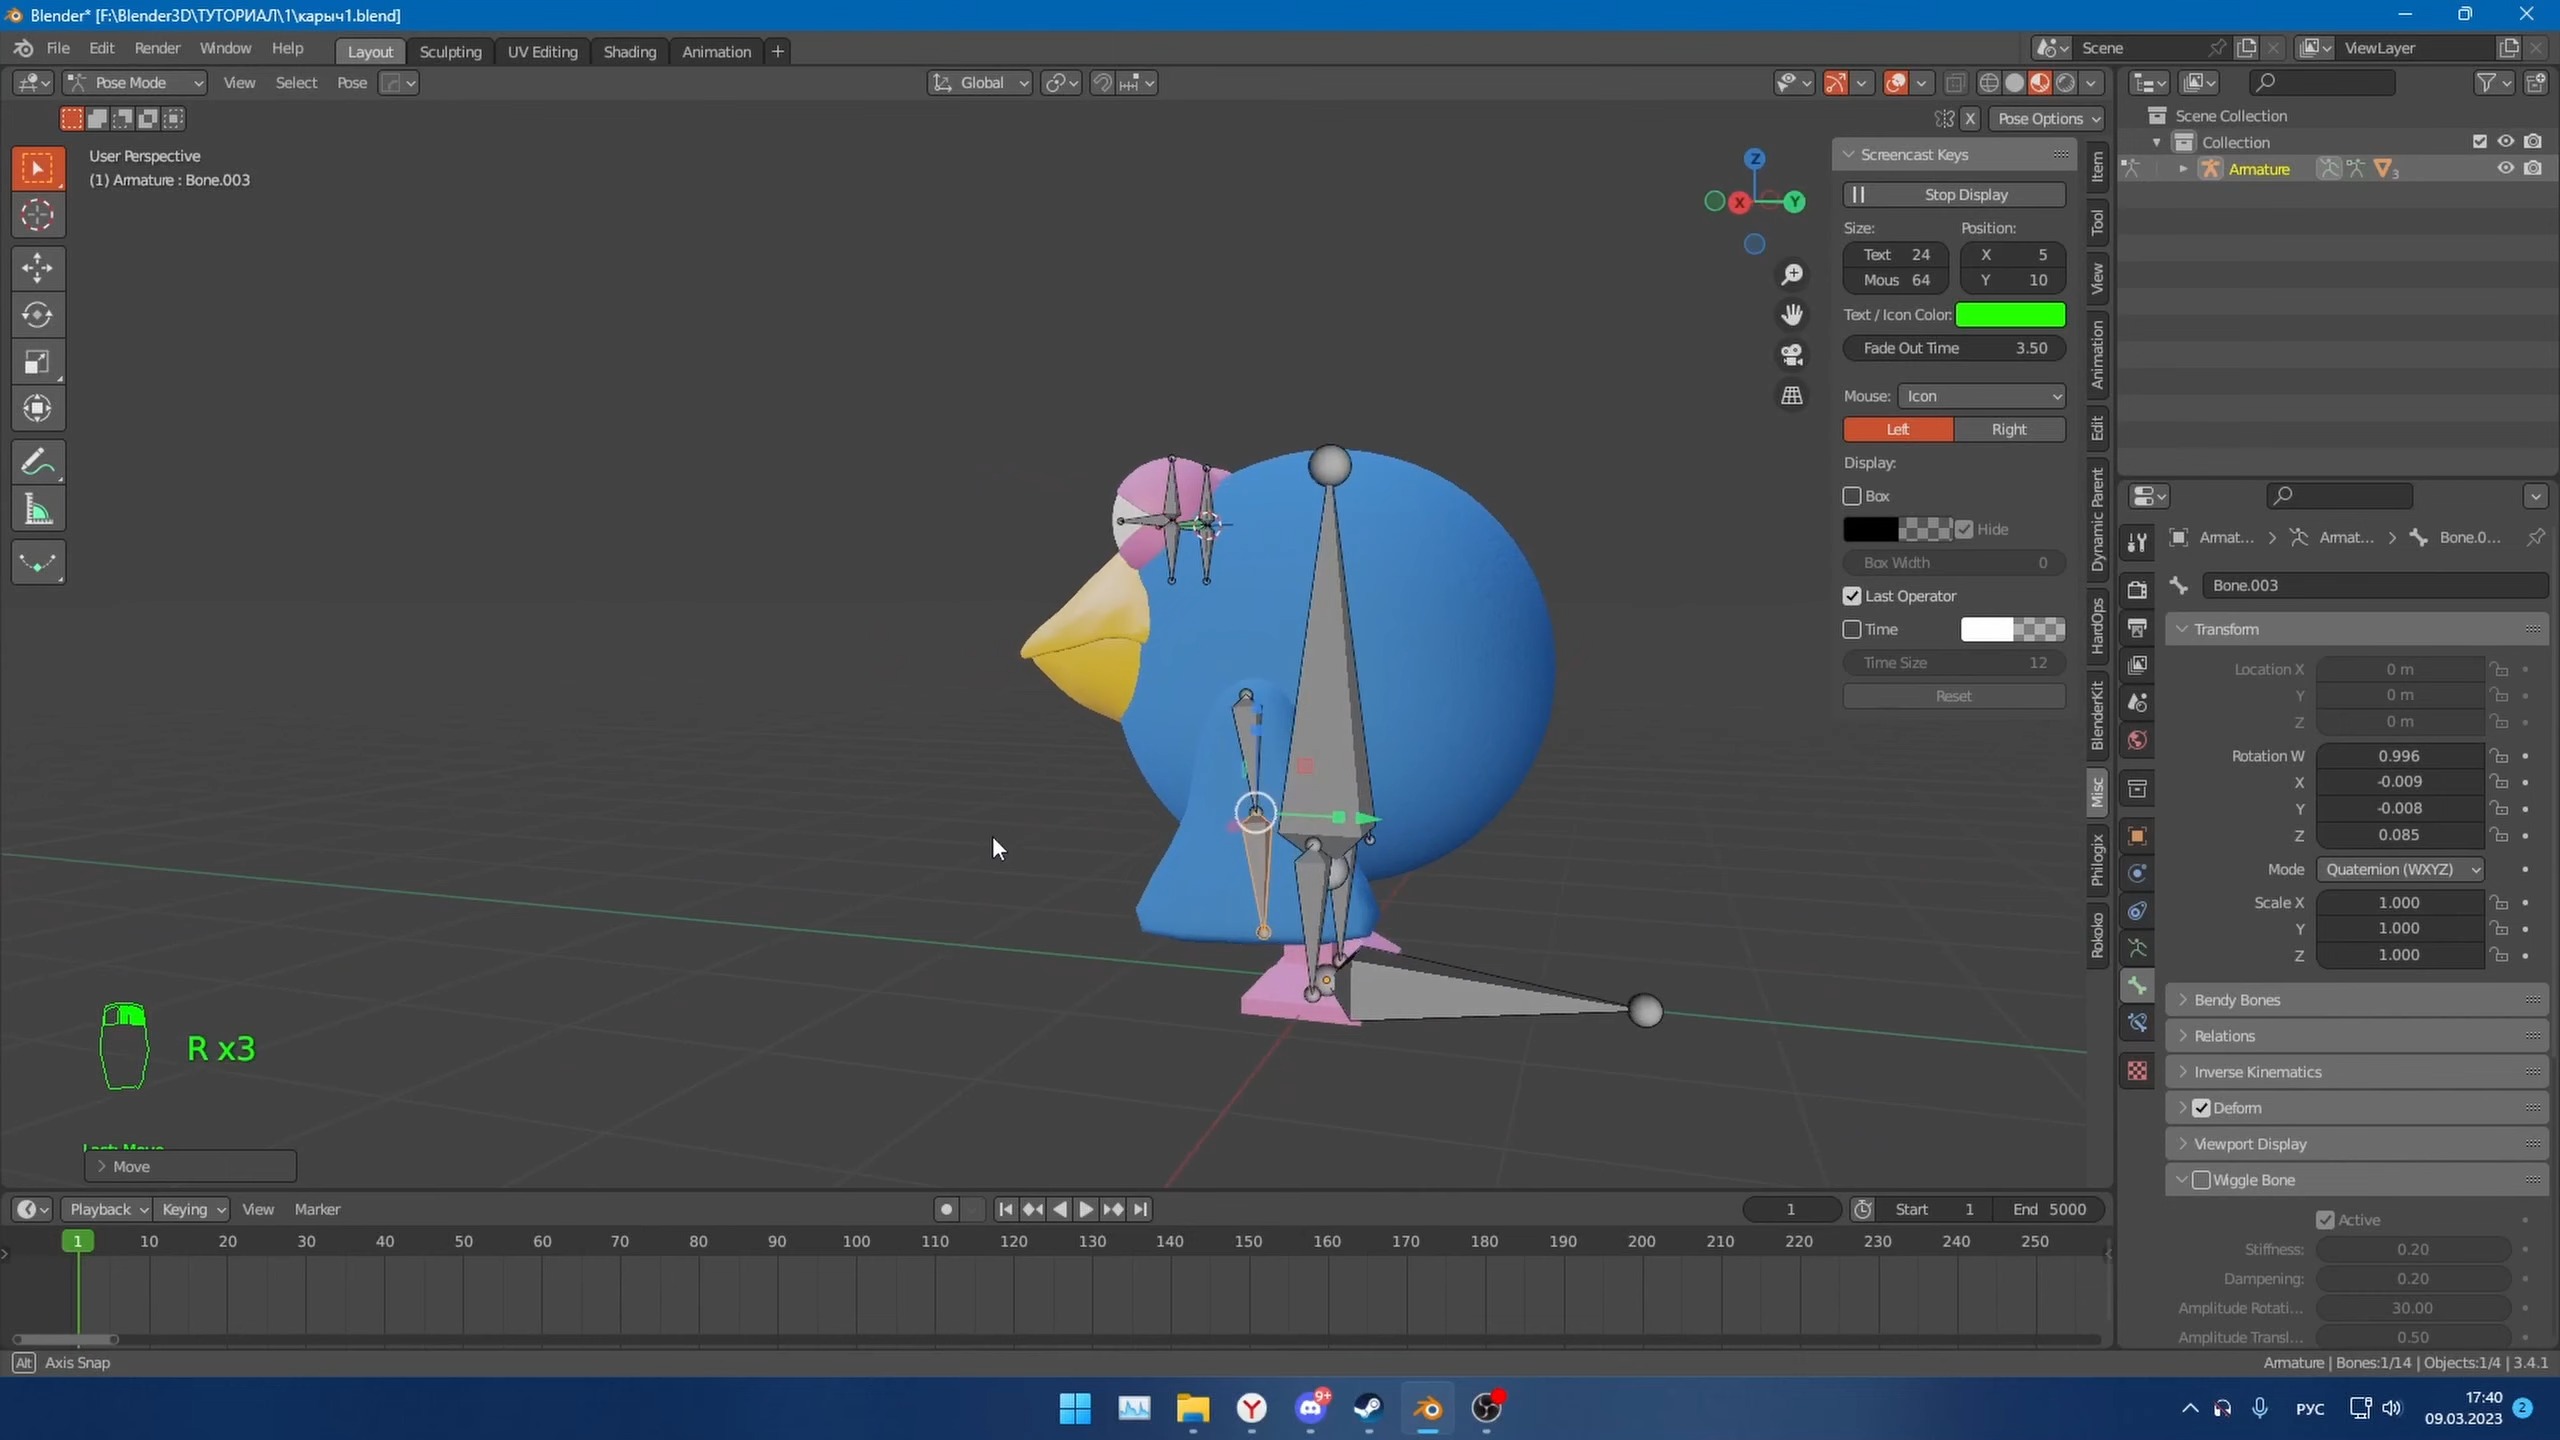 Blender* [F:\Blender3D\ТУТОРИАЛ\1\карыч1.blend]
File Edit Render Window Help Layout Sculpting UV Editing Shading Animation + Scene ViewLayer
Pose Mode View Select Pose Global
X Pose Options
User Perspective
(1) Armature : Bone.003
Z
X
Y
Screencast Keys
Stop Display
Size: Position:
Text 24 X 5
Mous 64 Y 10
Text / Icon Color:
Fade Out Time 3.50
Mouse: Icon
Left Right
Display:
Box
Hide
Box Width 0
Last Operator
Time
Time Size 12
Reset
Item
Tool
View
Animation
Edit
Dynamic Parent
HardOps
BlenderKit
Misc
Phlogix
Rokoko
Scene Collection
Collection
Armature 3
Armat... Armat... Bone.0...
Bone.003
Transform
Location X 0 m
Y 0 m
Z 0 m
Rotation W 0.996
X -0.009
Y -0.008
Z 0.085
Mode Quaternion (WXYZ)
Scale X 1.000
Y 1.000
Z 1.000
Bendy Bones
Relations
Inverse Kinematics
Deform
Viewport Display
Wiggle Bone
Active
Stiffness: 0.20
Dampening: 0.20
Amplitude Rotati... 30.00
Amplitude Transl... 0.50
R x3
Last: Move
Move
Playback Keying View Marker 1 Start 1 End 5000
1 10 20 30 40 50 60 70 80 90 100 110 120 130 140 150 160 170 180 190 200 210 220 230 240 250
Alt Axis Snap
Armature | Bones:1/14 | Objects:1/4 | 3.4.1
9+
РУС
17:40
09.03.2023
2